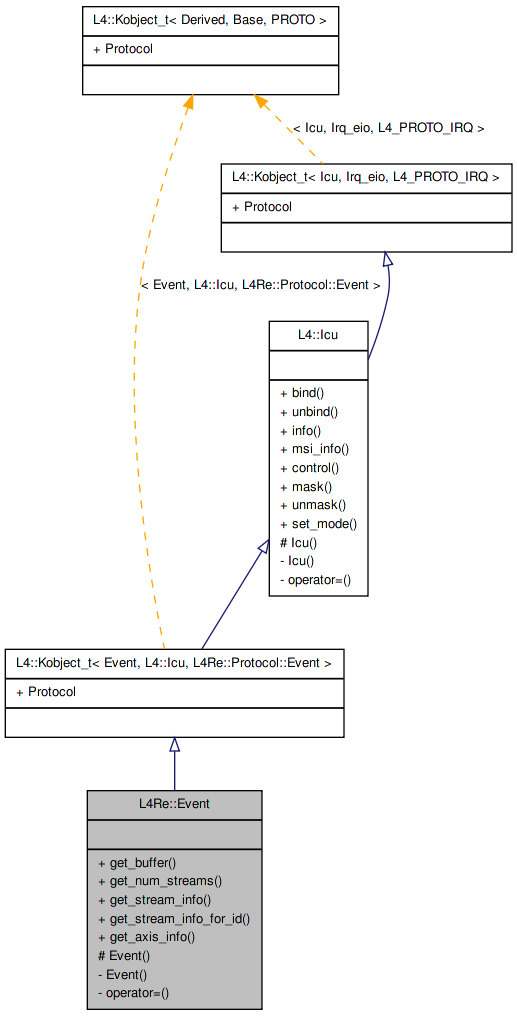 L4::Kobject_t< Derived, Base, PROTO >
+ Protocol
< Icu, Irq_eio, L4_PROTO_IRQ >
L4::Kobject_t< Icu, Irq_eio, L4_PROTO_IRQ >
+ Protocol
< Event, L4::Icu, L4Re::Protocol::Event >
L4::Icu
+ bind()
+ unbind()
+ info()
+ msi_info()
+ control()
+ mask()
+ unmask()
+ set_mode()
# Icu()
- Icu()
- operator=()
L4::Kobject_t< Event, L4::Icu, L4Re::Protocol::Event >
+ Protocol
L4Re::Event
+ get_buffer()
+ get_num_streams()
+ get_stream_info()
+ get_stream_info_for_id()
+ get_axis_info()
# Event()
- Event()
- operator=()